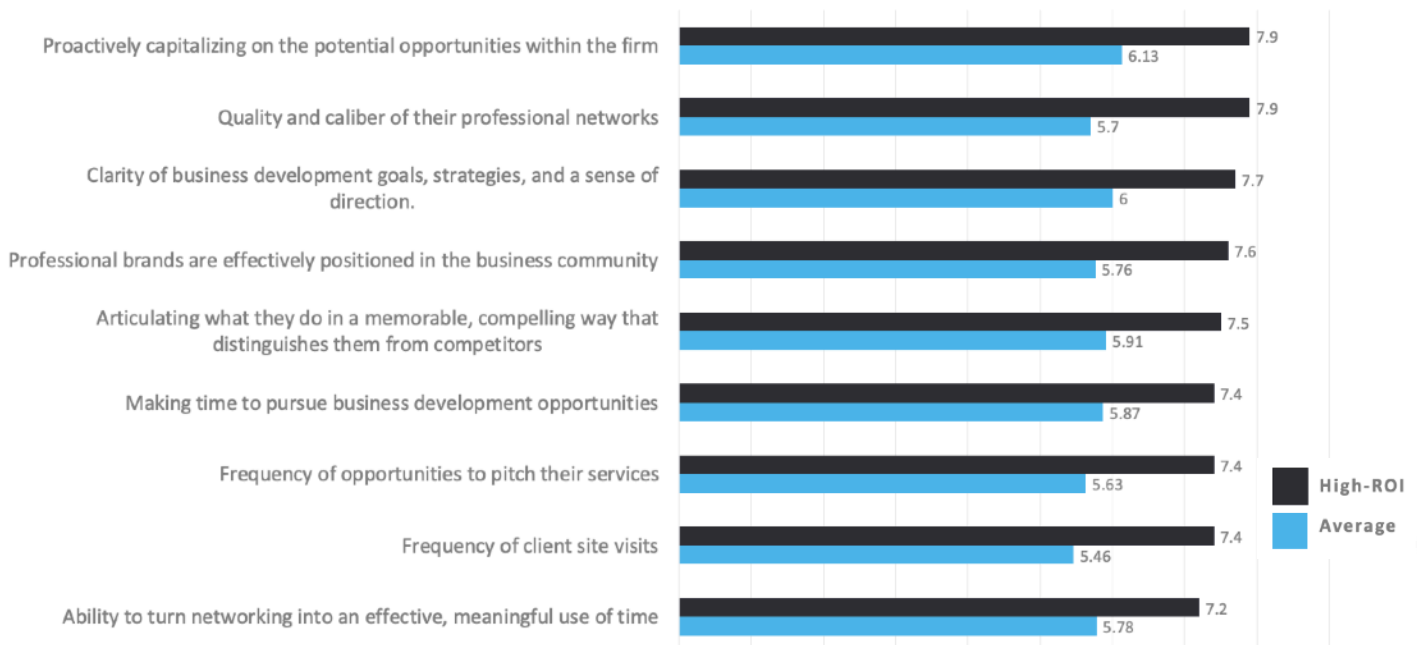 Proactively capitalizing on the potential opportunities within the firm
7.9
6.13
Quality and caliber of their professional networks
7.9
5.7
Clarity of business development goals, strategies, and a sense of
direction.
7.7
6
Professional brands are effectively positioned in the business community
7.6
5.76
Articulating what they do in a memorable, compelling way that
distinguishes them from competitors
7.5
5.91
Making time to pursue business development opportunities
7.4
5.87
Frequency of opportunities to pitch their services
7.4
5.63
Frequency of client site visits
7.4
5.46
Ability to turn networking into an effective, meaningful use of time
7.2
5.78
High-ROI
Average